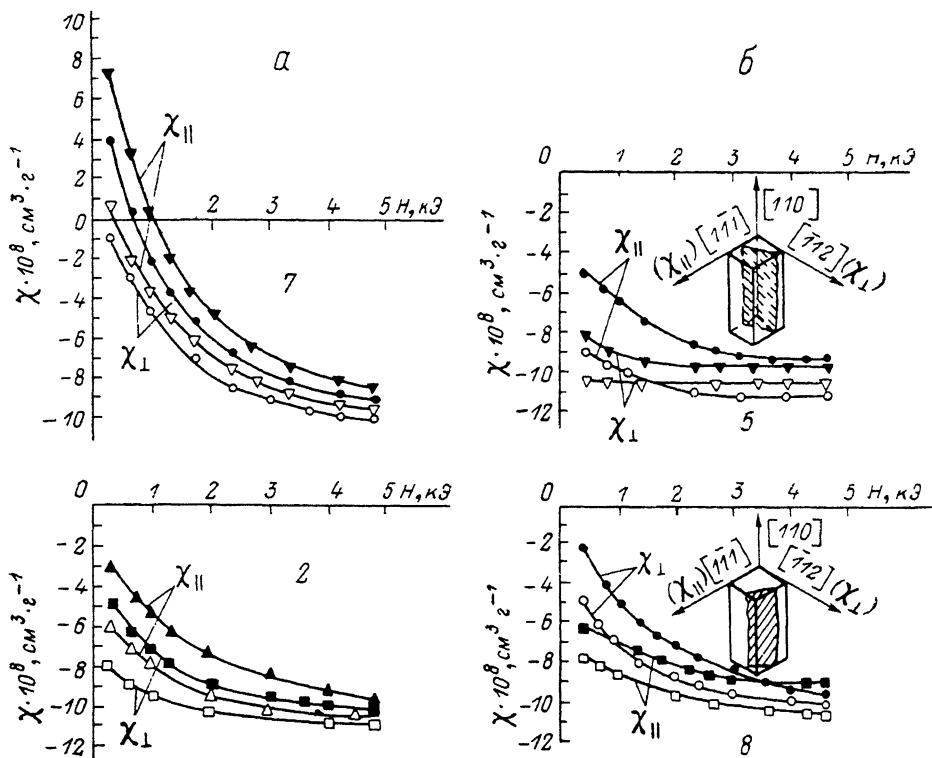 а
10
8
6
4
2
0
-2
-4
-6
-8
-10
2
3
4
5 Н, кЭ
χ·10⁸, см³·г⁻¹
χ||
χ⊥
7
б
0
1
2
3
4
5 Н, кЭ
-2
-4
-6
-8
-10
-12
χ·10⁸, см³·г⁻¹
χ||
χ⊥
[110]
(χ||)[11̄1]
[1̄12](χ⊥)
5
0
1
2
3
4
5 Н, кЭ
-2
-4
-6
-8
-10
-12
χ·10⁸, см³·г⁻¹
χ||
χ⊥
2
0
1
2
3
4
5 Н, кЭ
-2
-4
-6
-8
-10
-12
χ·10⁸, см³·г⁻¹
χ⊥
χ||
[110]
(χ||)[11̄1]
[1̄12](χ⊥)
8